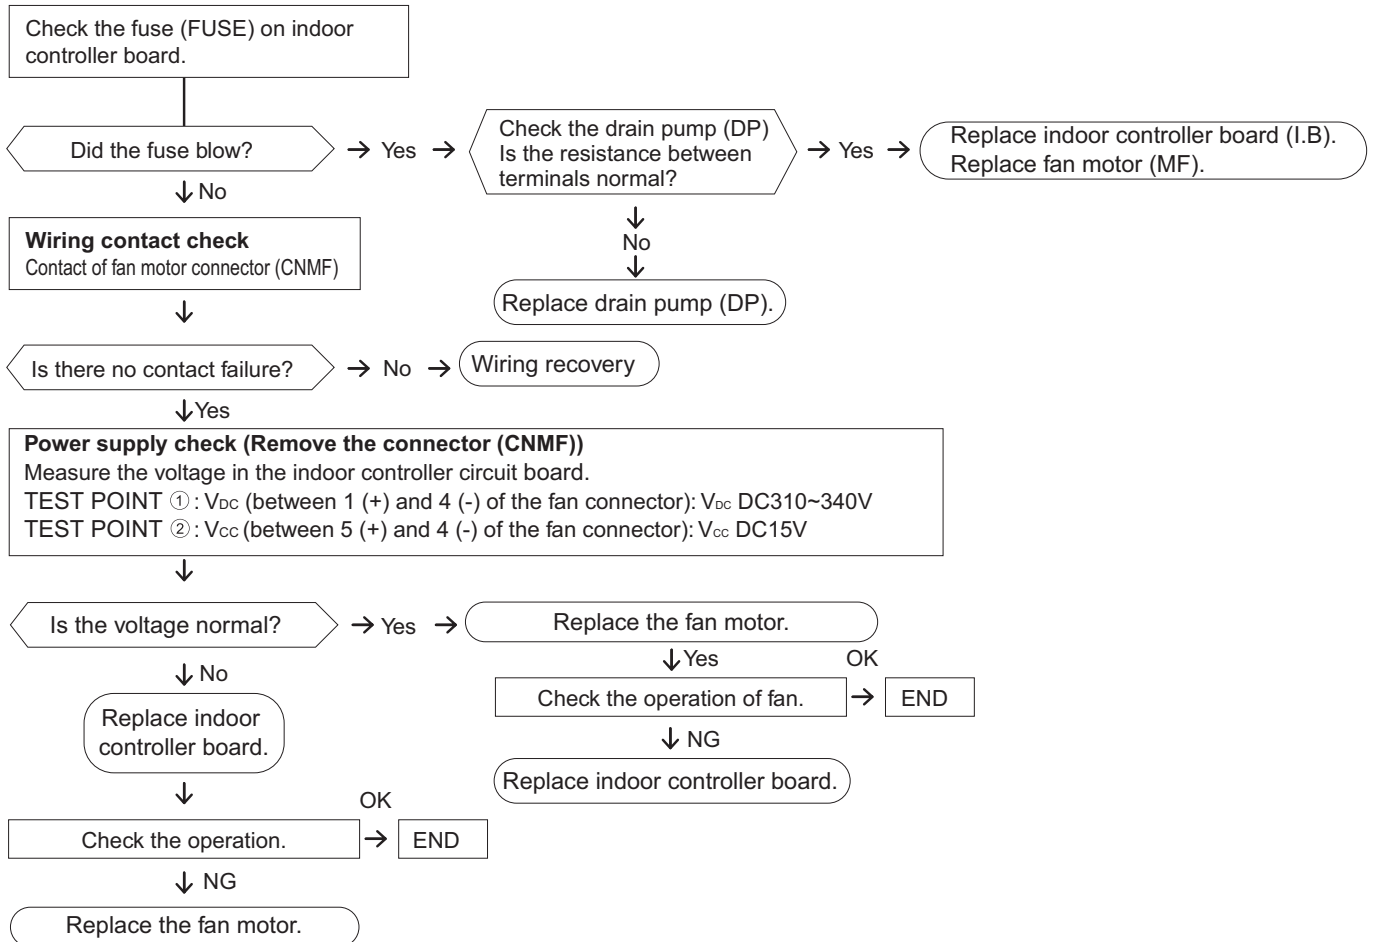 Check the fuse (FUSE) on indoor
controller board.
Did the fuse blow?
Yes
Check the drain pump (DP)
Is the resistance between
terminals normal?
Yes
Replace indoor controller board (I.B).
Replace fan motor (MF).
No
No
Replace drain pump (DP).
Wiring contact check
Contact of fan motor connector (CNMF)
Is there no contact failure?
No
Wiring recovery
Yes
Power supply check (Remove the connector (CNMF))
Measure the voltage in the indoor controller circuit board.
TEST POINT ①: VDC (between 1 (+) and 4 (-) of the fan connector): VDC DC310~340V
TEST POINT ②: VCC (between 5 (+) and 4 (-) of the fan connector): VCC DC15V
Is the voltage normal?
Yes
Replace the fan motor.
Yes
OK
Check the operation of fan.
END
NG
Replace indoor controller board.
No
Replace indoor
controller board.
OK
Check the operation.
END
NG
Replace the fan motor.